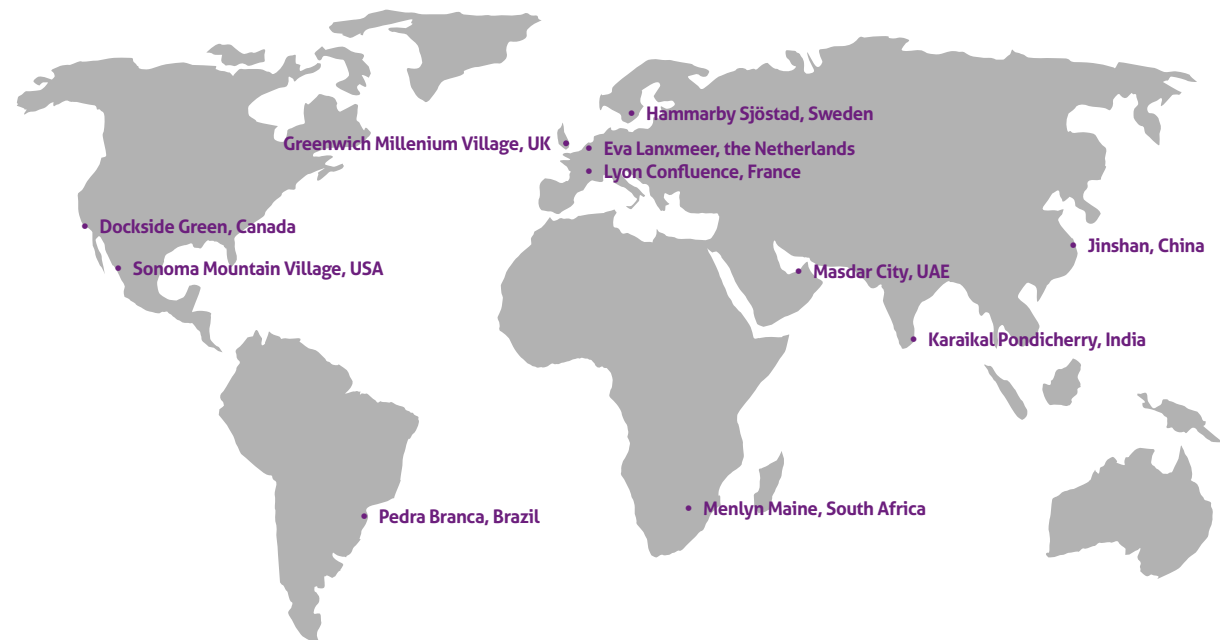 Hammarby Sjöstad, Sweden
Greenwich Millenium Village, UK
Eva Lanxmeer, the Netherlands
Lyon Confluence, France
Dockside Green, Canada
Jinshan, China
Sonoma Mountain Village, USA
Masdar City, UAE
Karaikal Pondicherry, India
Menlyn Maine, South Africa
Pedra Branca, Brazil